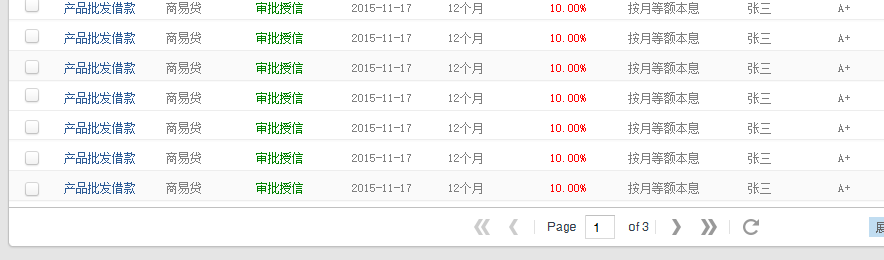 产品批发借款 商易贷 审批授信 2015-11-17 12个月 10.00% 按月等额本息 张三 A+
产品批发借款 商易贷 审批授信 2015-11-17 12个月 10.00% 按月等额本息 张三 A+
产品批发借款 商易贷 审批授信 2015-11-17 12个月 10.00% 按月等额本息 张三 A+
产品批发借款 商易贷 审批授信 2015-11-17 12个月 10.00% 按月等额本息 张三 A+
产品批发借款 商易贷 审批授信 2015-11-17 12个月 10.00% 按月等额本息 张三 A+
产品批发借款 商易贷 审批授信 2015-11-17 12个月 10.00% 按月等额本息 张三 A+
产品批发借款 商易贷 审批授信 2015-11-17 12个月 10.00% 按月等额本息 张三 A+
Page 1 of 3